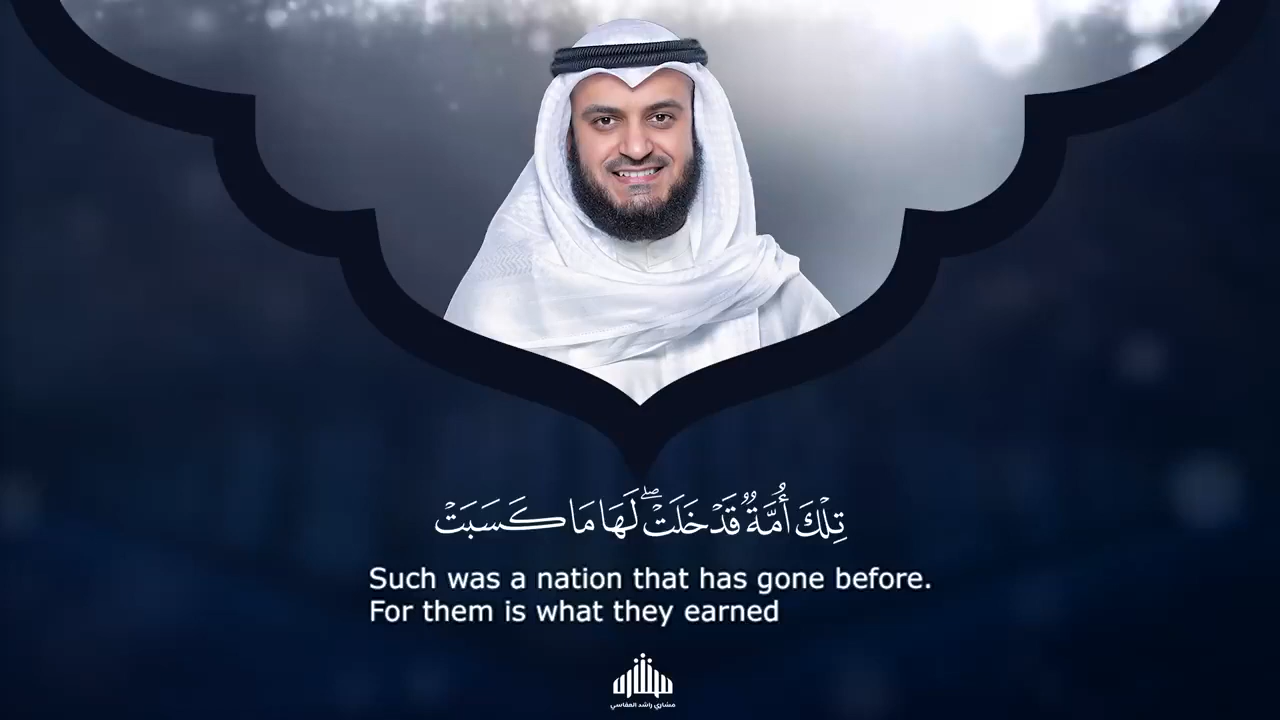 تِلْكَ أُمَّةٌ قَدْ خَلَتْ ۖ لَهَا مَا كَسَبَتْ
Such was a nation that has gone before.
For them is what they earned
مشاري راشد العفاسي